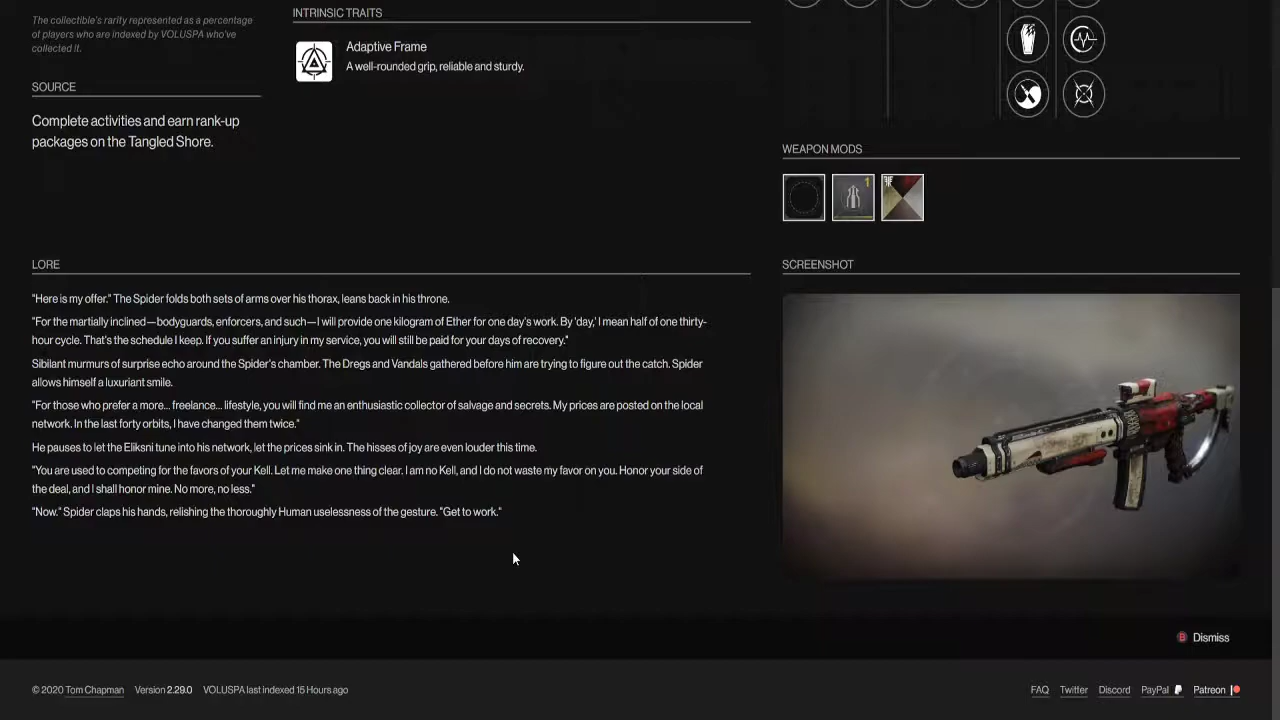 The collectible's rarity represented as a percentage
of players who are indexed by VOLUSPA who've
collected it.
SOURCE
Complete activities and earn rank-up
packages on the Tangled Shore.
INTRINSIC TRAITS
Adaptive Frame
A well-rounded grip, reliable and sturdy.
WEAPON MODS
1
LORE
"Here is my offer." The Spider folds both sets of arms over his thorax, leans back in his throne.
"For the martially inclined—bodyguards, enforcers, and such—I will provide one kilogram of Ether for one day's work. By 'day,' I mean half of one thirty-
hour cycle. That's the schedule I keep. If you suffer an injury in my service, you will still be paid for your days of recovery."
Sibilant murmurs of surprise echo around the Spider's chamber. The Dregs and Vandals gathered before him are trying to figure out the catch. Spider
allows himself a luxuriant smile.
"For those who prefer a more... freelance... lifestyle, you will find me an enthusiastic collector of salvage and secrets. My prices are posted on the local
network. In the last forty orbits, I have changed them twice."
He pauses to let the Eliksni tune into his network, let the prices sink in. The hisses of joy are even louder this time.
"You are used to competing for the favors of your Kell. Let me make one thing clear. I am no Kell, and I do not waste my favor on you. Honor your side of
the deal, and I shall honor mine. No more, no less."
"Now." Spider claps his hands, relishing the thoroughly Human uselessness of the gesture. "Get to work."
SCREENSHOT
B Dismiss
© 2020 Tom Chapman Version 2.29.0 VOLUSPA last indexed 15 Hours ago
FAQ Twitter Discord PayPal Patreon